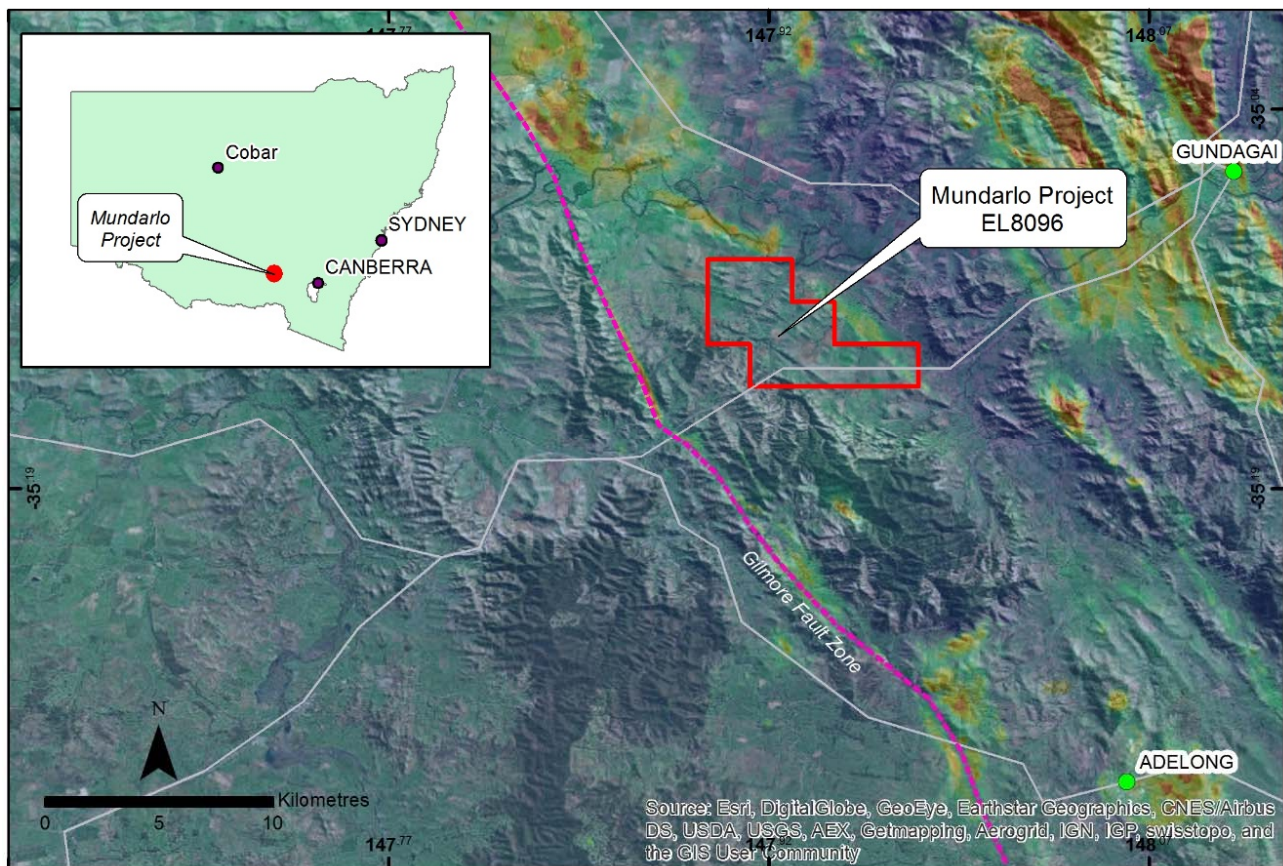 147.77
147.92
148.07
Cobar
Mundarlo
Project
SYDNEY
CANBERRA
-35.04
GUNDAGAI
Mundarlo Project
EL8096
-35.19
-35.19
Gilmore Fault Zone
N
Kilometres
0
5
10
ADELONG
Source: Esri, DigitalGlobe, GeoEye, Earthstar Geographics, CNES/Airbus
DS, USDA, USGS, AEX, Getmapping, Aerogrid, IGN, IGP, swisstopo, and
the GIS User Community
147.77
147.92
148.07